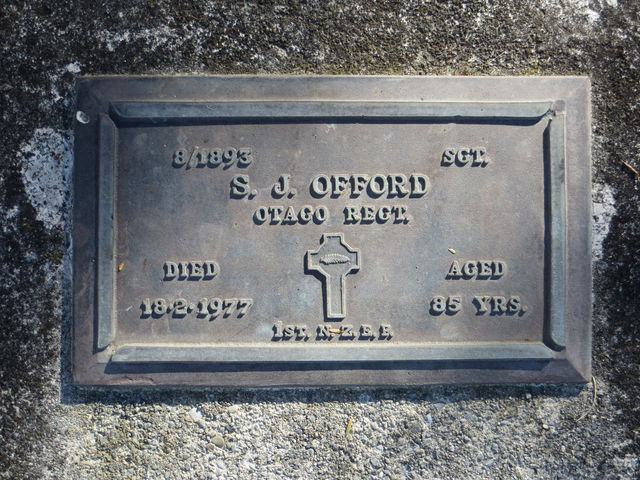 8/1893 SGT.
S. J. OFFORD
OTAGO REGT.
DIED AGED
18·2·1977 85 YRS.
1ST. N.Z.E.F.